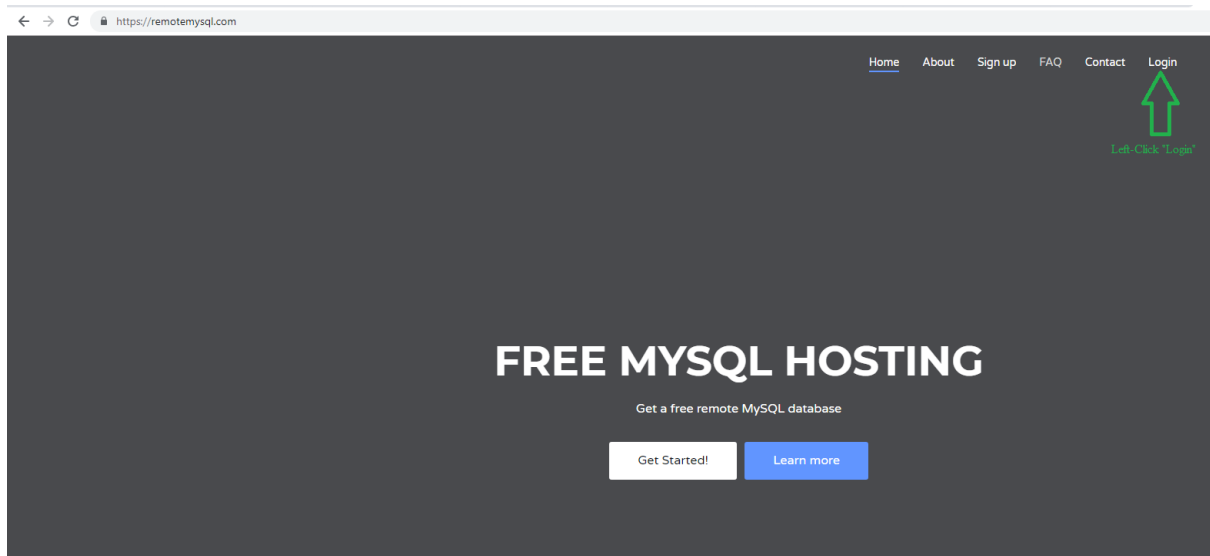 https://remotemysql.com
Home About Sign up FAQ Contact Login
Left-Click "Login"
FREE MYSQL HOSTING
Get a free remote MySQL database
Get Started! Learn more